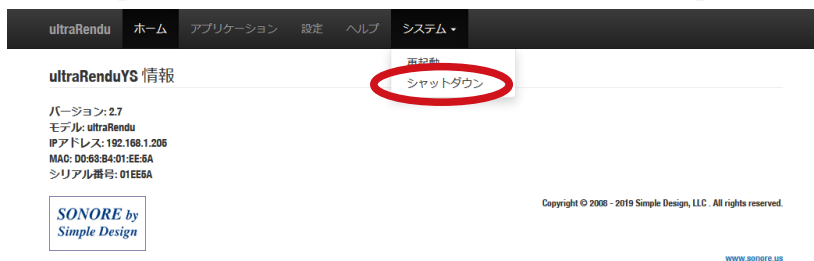 ultraRendu ホーム アプリケーション 設定 ヘルプ システム
再起動
シャットダウン
ultraRenduYS 情報
バージョン: 2.7
モデル: ultraRendu
IPアドレス: 192.168.1.206
MAC: D0:63:B4:01:EE:6A
シリアル番号: 01EE6A
SONORE by
Simple Design
Copyright © 2008 - 2019 Simple Design, LLC . All rights reserved.
www.sonore.us